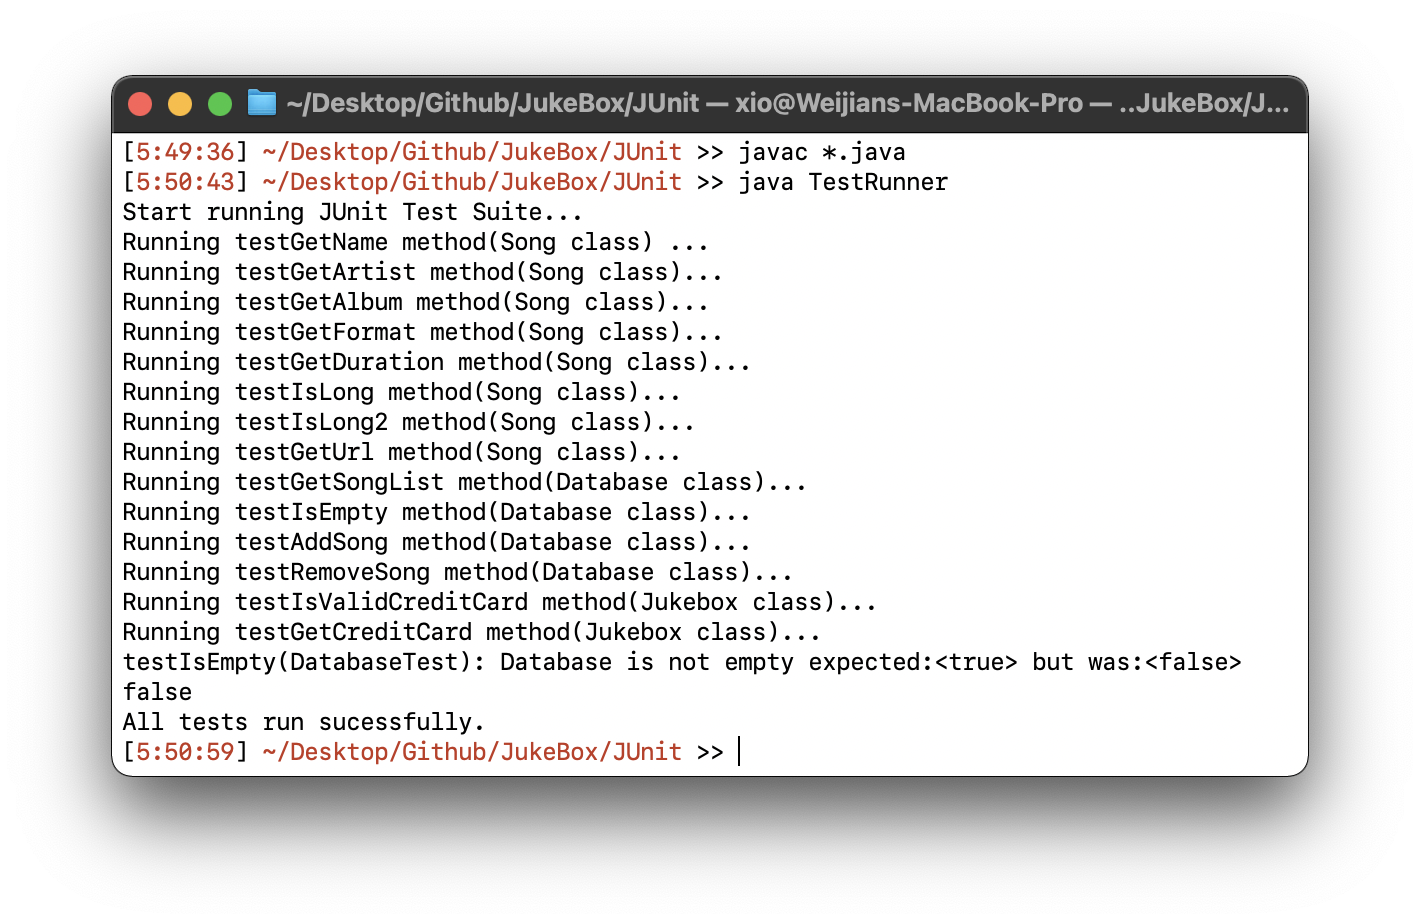 ~/Desktop/Github/JukeBox/JUnit — xio@Weijians-MacBook-Pro — ..JukeBox/J...
[5:49:36] ~/Desktop/Github/JukeBox/JUnit >> javac *.java
[5:50:43] ~/Desktop/Github/JukeBox/JUnit >> java TestRunner
Start running JUnit Test Suite...
Running testGetName method(Song class) ...
Running testGetArtist method(Song class)...
Running testGetAlbum method(Song class)...
Running testGetFormat method(Song class)...
Running testGetDuration method(Song class)...
Running testIsLong method(Song class)...
Running testIsLong2 method(Song class)...
Running testGetUrl method(Song class)...
Running testGetSongList method(Database class)...
Running testIsEmpty method(Database class)...
Running testAddSong method(Database class)...
Running testRemoveSong method(Database class)...
Running testIsValidCreditCard method(Jukebox class)...
Running testGetCreditCard method(Jukebox class)...
testIsEmpty(DatabaseTest): Database is not empty expected:<true> but was:<false>
false
All tests run sucessfully.
[5:50:59] ~/Desktop/Github/JukeBox/JUnit >>